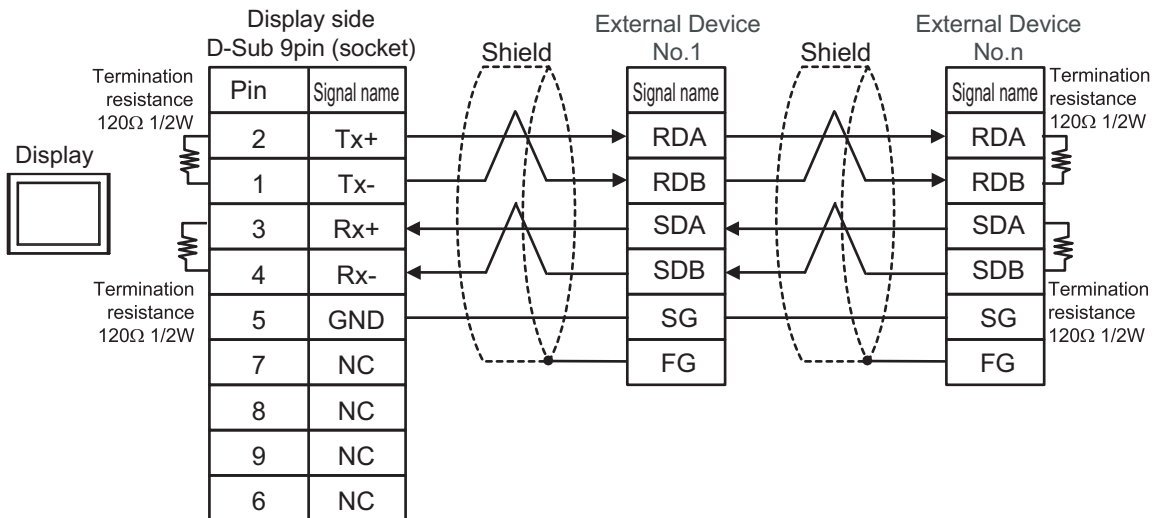 Display side
D-Sub 9pin (socket)
External Device
No.1
External Device
No.n
Shield
Shield
Termination
resistance
120Ω 1/2W
Termination
resistance
120Ω 1/2W
Pin Signal name Signal name Signal name
2 Tx+ RDA RDA
Display
1 Tx- RDB RDB
3 Rx+ SDA SDA
4 Rx- SDB SDB
Termination
resistance
120Ω 1/2W
Termination
resistance
120Ω 1/2W
5 GND SG SG
7 NC FG FG
8 NC
9 NC
6 NC